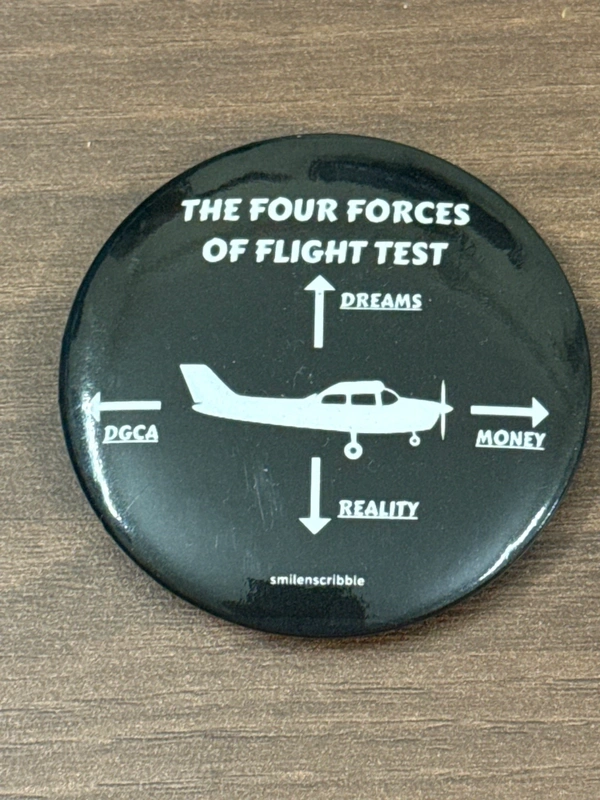 THE FOUR FORCES
OF FLIGHT TEST
DREAMS
DGCA
MONEY
REALITY
smilenscribble